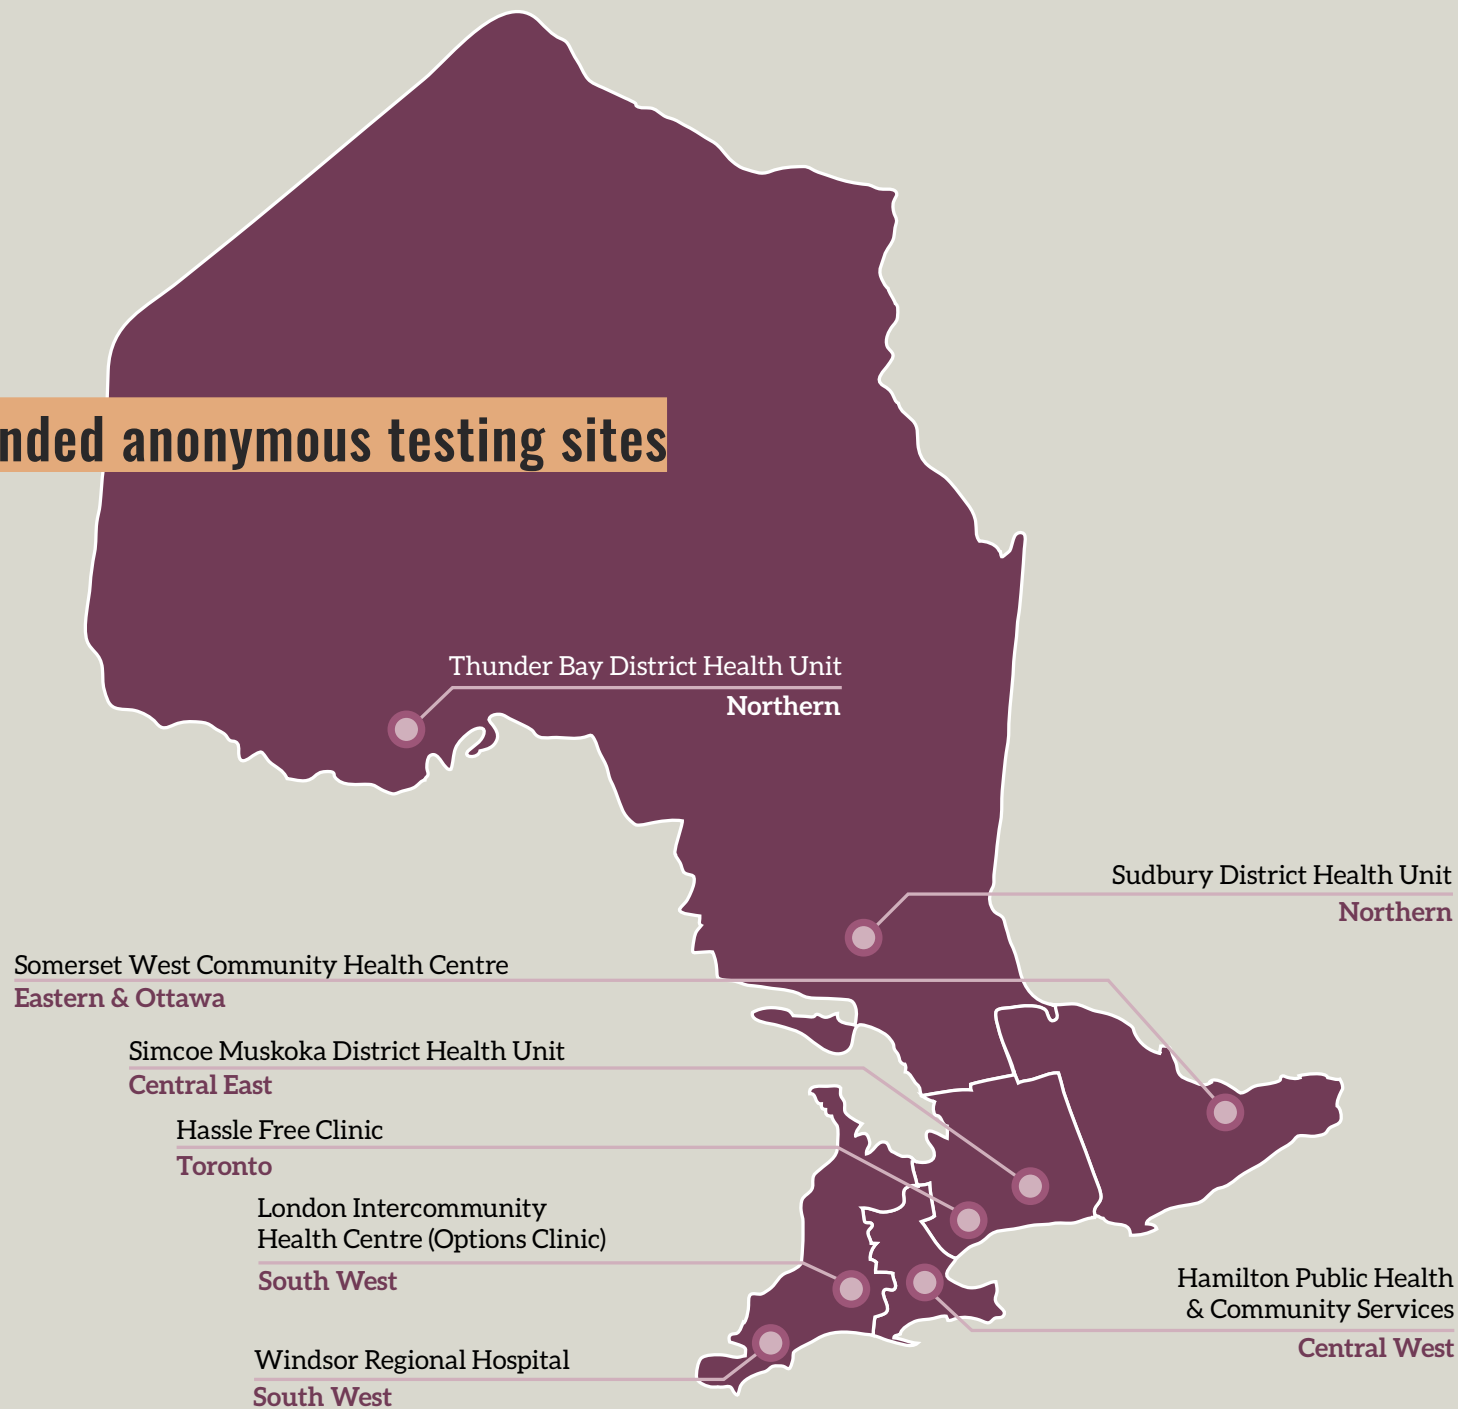 anonymous testing sites
Thunder Bay District Health Unit
Northern
Sudbury District Health Unit
Northern
Somerset West Community Health Centre
Eastern & Ottawa
Simcoe Muskoka District Health Unit
Central East
Hassle Free Clinic
Toronto
London Intercommunity
Health Centre (Options Clinic)
South West
Hamilton Public Health
& Community Services
Central West
Windsor Regional Hospital
South West